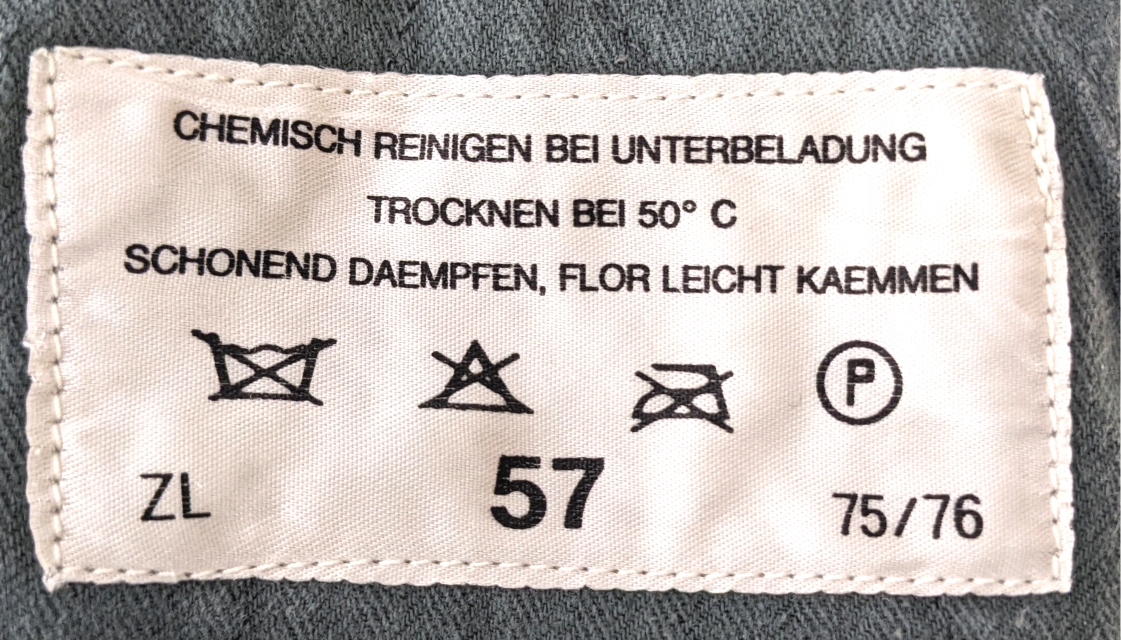 CHEMISCH REINIGEN BEI UNTERBELADUNG
TROCKNEN BEI 50° C
SCHONEND DAEMPFEN, FLOR LEICHT KAEMMEN
P
ZL 57 75/76